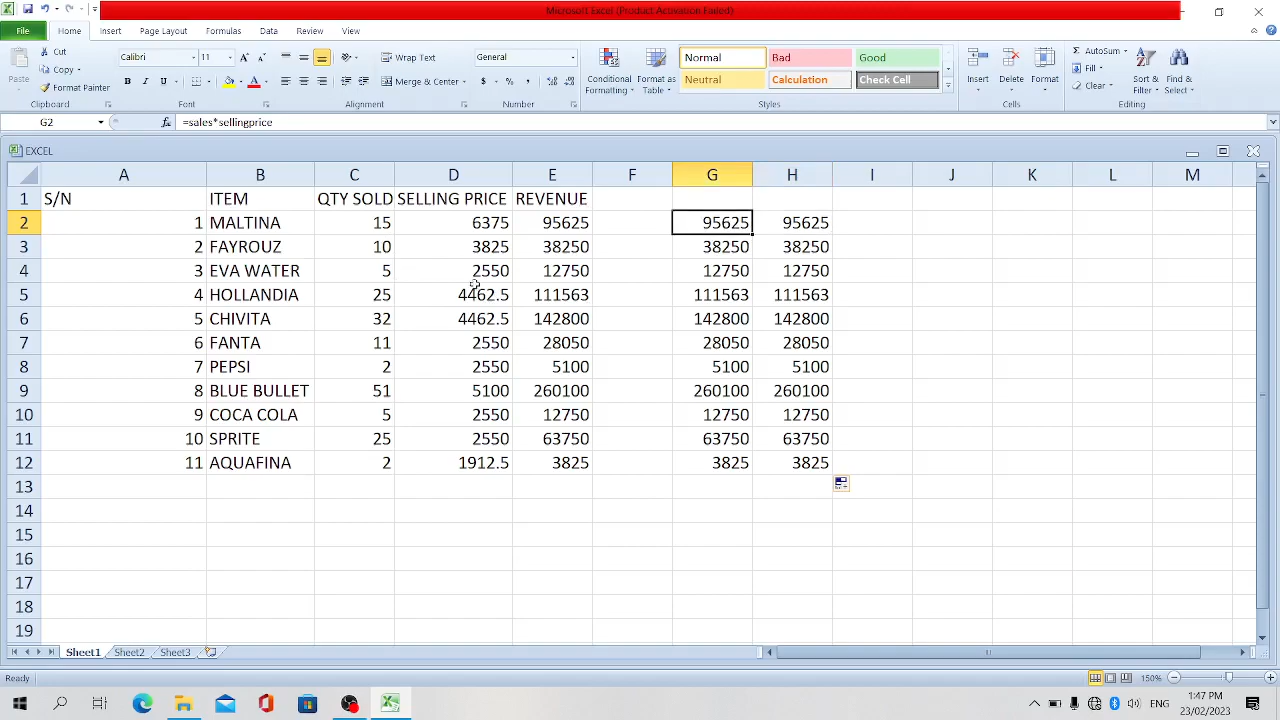 Microsoft Excel (Product Activation Failed)
File Home Insert Page Layout Formulas Data Review View
Paste
Cut
Copy
Format Painter
Clipboard
Calibri 11
B I U
Font
Wrap Text
Merge & Center
Alignment
General
$ % ,
Number
Conditional Formatting
Format as Table
Normal Bad Good
Neutral Calculation Check Cell
Styles
Insert Delete Format
Cells
AutoSum
Fill
Clear
Sort & Filter
Find & Select
Editing
G2 fx =sales*sellingprice
EXCEL
A B C D E F G H I J K L M
1 S/N ITEM QTY SOLD SELLING PRICE REVENUE
2 1 MALTINA 15 6375 95625 95625 95625
3 2 FAYROUZ 10 3825 38250 38250 38250
4 3 EVA WATER 5 2550 12750 12750 12750
5 4 HOLLANDIA 25 4462.5 111563 111563 111563
6 5 CHIVITA 32 4462.5 142800 142800 142800
7 6 FANTA 11 2550 28050 28050 28050
8 7 PEPSI 2 2550 5100 5100 5100
9 8 BLUE BULLET 51 5100 260100 260100 260100
10 9 COCA COLA 5 2550 12750 12750 12750
11 10 SPRITE 25 2550 63750 63750 63750
12 11 AQUAFINA 2 1912.5 3825 3825 3825
13
14
15
16
17
18
19
Sheet1 Sheet2 Sheet3
Ready 150%
ENG 1:47 PM
23/02/2023